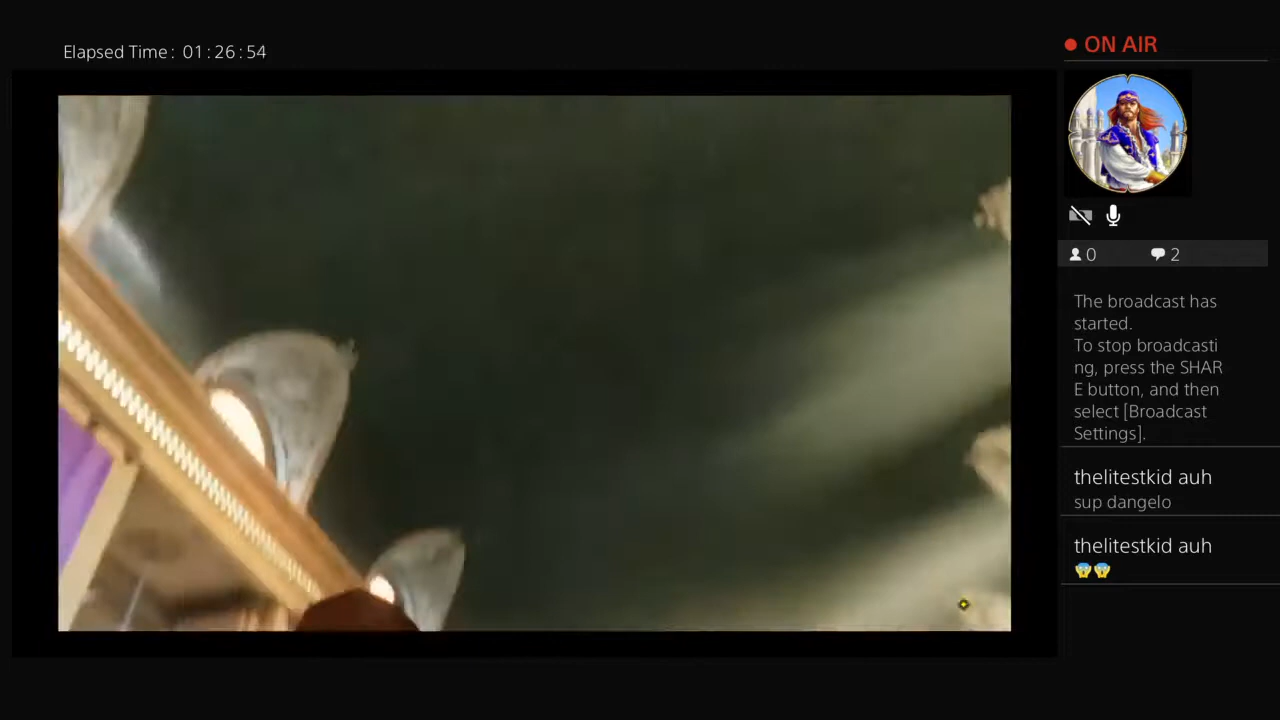 Elapsed Time: 01:26:54
ON AIR
0
2
The broadcast has
started.
To stop broadcasti
ng, press the SHAR
E button, and then
select [Broadcast
Settings].
thelitestkid auh
sup dangelo
thelitestkid auh
😱😱